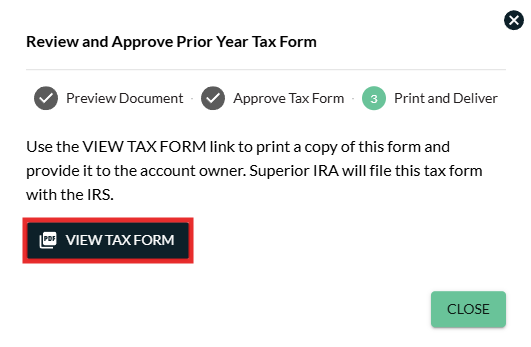 Review and Approve Prior Year Tax Form
Preview Document
Approve Tax Form
3 Print and Deliver
Use the VIEW TAX FORM link to print a copy of this form and
provide it to the account owner. Superior IRA will file this tax form
with the IRS.
PDF VIEW TAX FORM
CLOSE